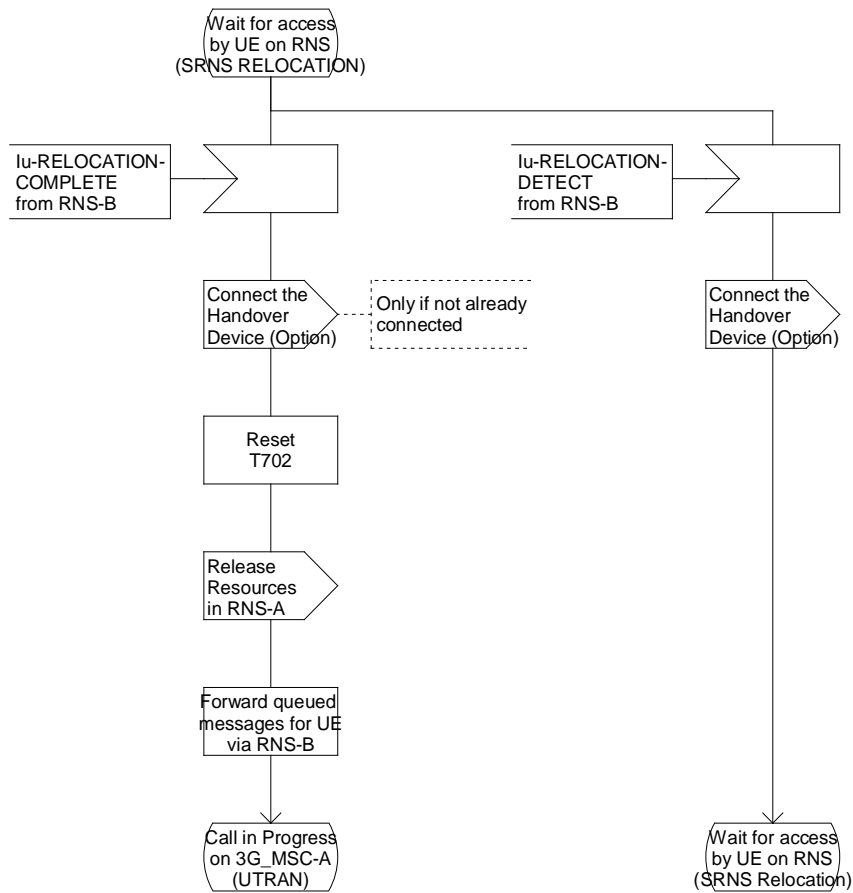 Wait for access
by UE on RNS
(SRNS RELOCATION)
Iu-RELOCATION-
COMPLETE
from RNS-B
Iu-RELOCATION-
DETECT
from RNS-B
Connect the
Handover
Device (Option)
Only if not already
connected
Connect the
Handover
Device (Option)
Reset
T702
Release
Resources
in RNS-A
Forward queued
messages for UE
via RNS-B
Call in Progress
on 3G_MSC-A
(UTRAN)
Wait for access
by UE on RNS
(SRNS Relocation)